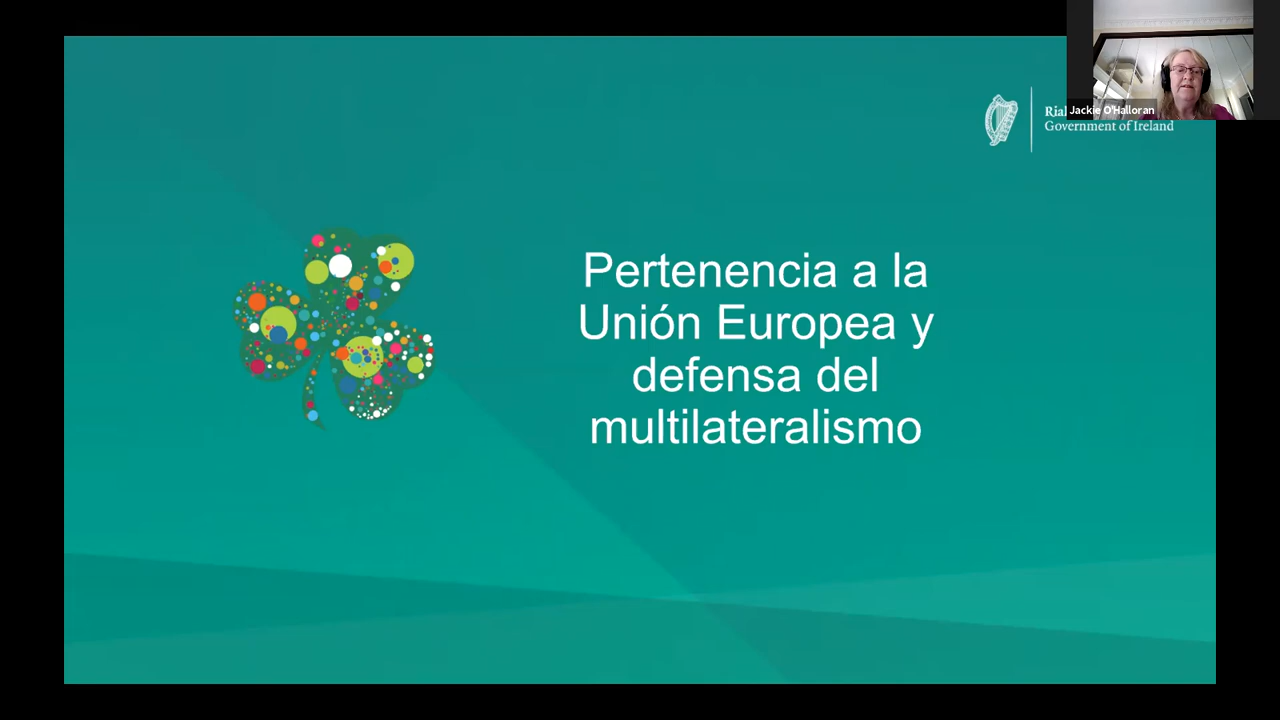 Jackie O'Halloran
Government of Ireland
Pertenencia a la
Unión Europea y
defensa del
multilateralismo